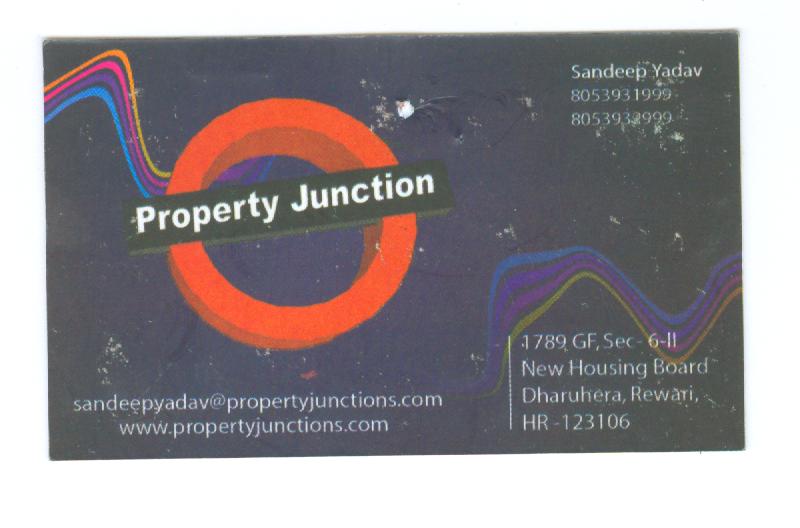 Sandeep Yadav
8053931999
8053932999
Property Junction
1789 GF, Sec- 6-II
New Housing Board
Dharuhera, Rewari,
HR -123106
sandeepyadav@propertyjunctions.com
www.propertyjunctions.com